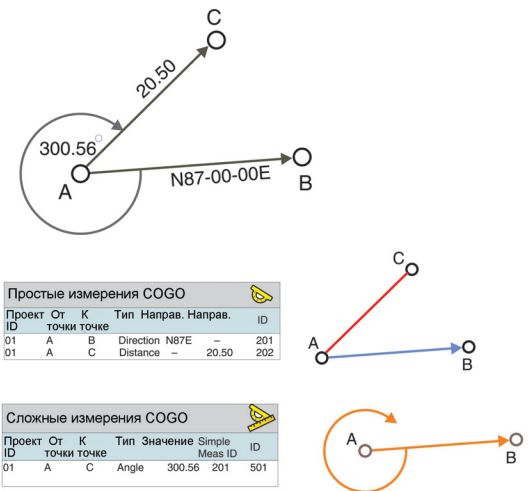 C
20.50
300.56°
A
N87-00-00E
B
Простые измерения COGO
Проект ID От точки К точке Тип Направ. Направ. ID
01 A B Direction N87E – 201
01 A C Distance – 20.50 202
C
A
B
Сложные измерения COGO
Проект ID От точки К точке Тип Значение Simple Meas ID ID
01 A C Angle 300.56 201 501
A
B